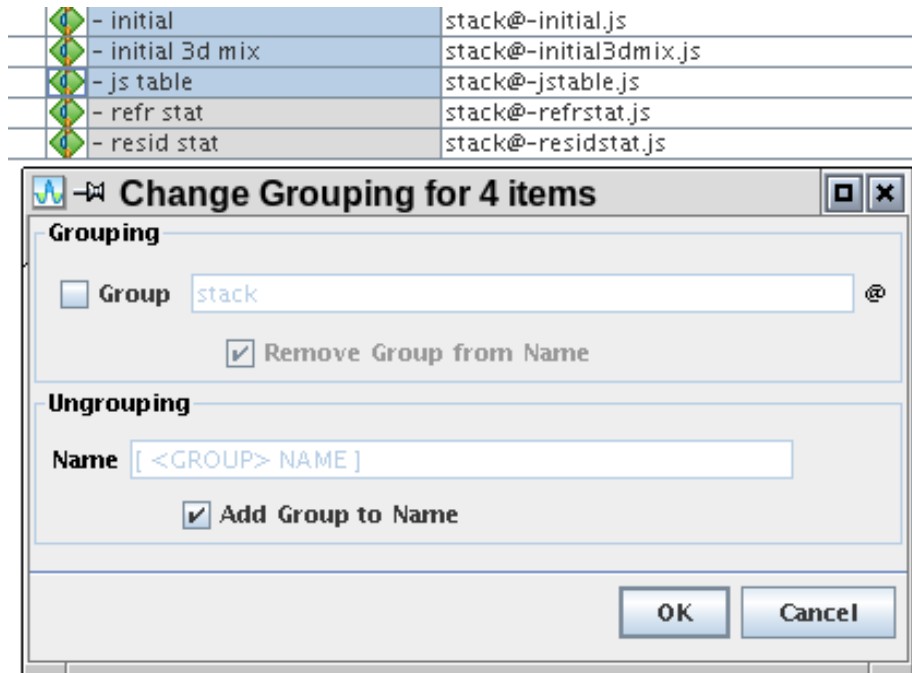 - initial stack@-initial.js
- initial 3d mix stack@-initial3dmix.js
- js table stack@-jstable.js
- refr stat stack@-refrstat.js
- resid stat stack@-residstat.js
Change Grouping for 4 items
Grouping
Group stack @
Remove Group from Name
Ungrouping
Name [ <GROUP> NAME ]
Add Group to Name
OK Cancel